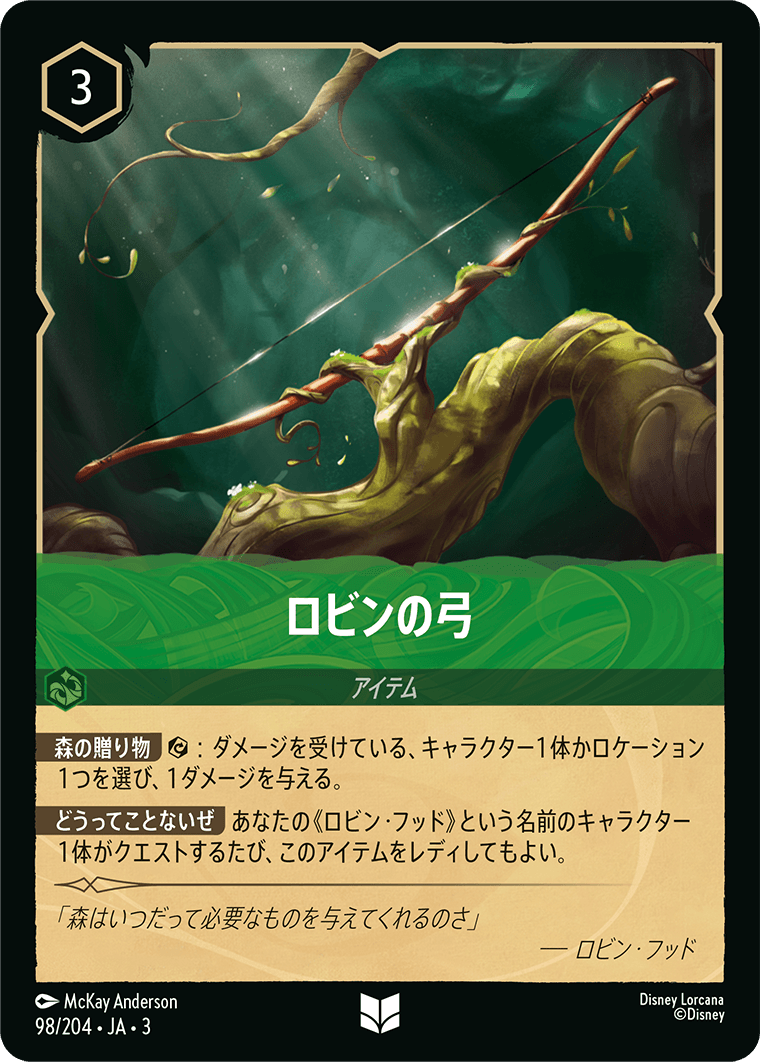 3
ロビンの弓
アイテム
森の贈り物 : ダメージを受けている、キャラクター1体かロケーション
1つを選び、1ダメージを与える。
どうってことないぜ あなたの《ロビン・フッド》という名前のキャラクター
1体がクエストするたび、このアイテムをレディしてもよい。
「森はいつだって必要なものを与えてくれるのさ」
── ロビン・フッド
McKay Anderson
98/204 • JA • 3
Disney Lorcana
©Disney